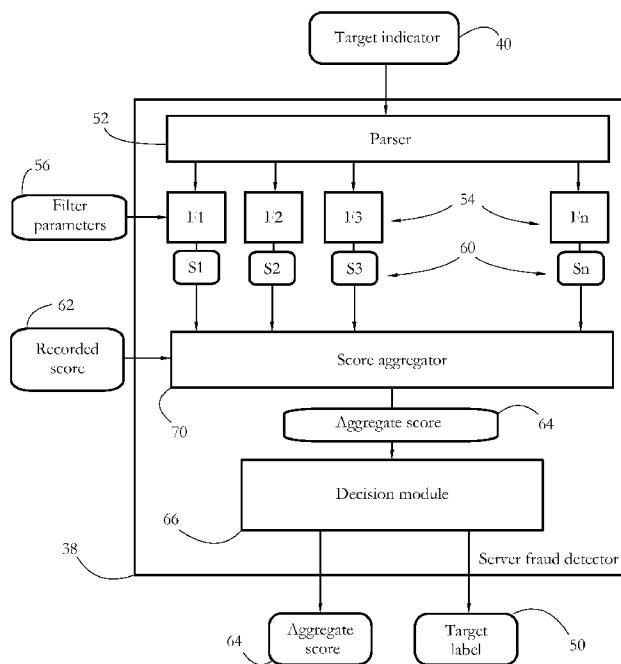 Target indicator
40
52
Parser
56
Filter
parameters
F1
F2
F3
54
Fn
S1
S2
S3
60
Sn
62
Recorded
score
Score aggregator
70
Aggregate score
64
Decision module
66
38
Server fraud detector
Aggregate
score
64
Target
label
50